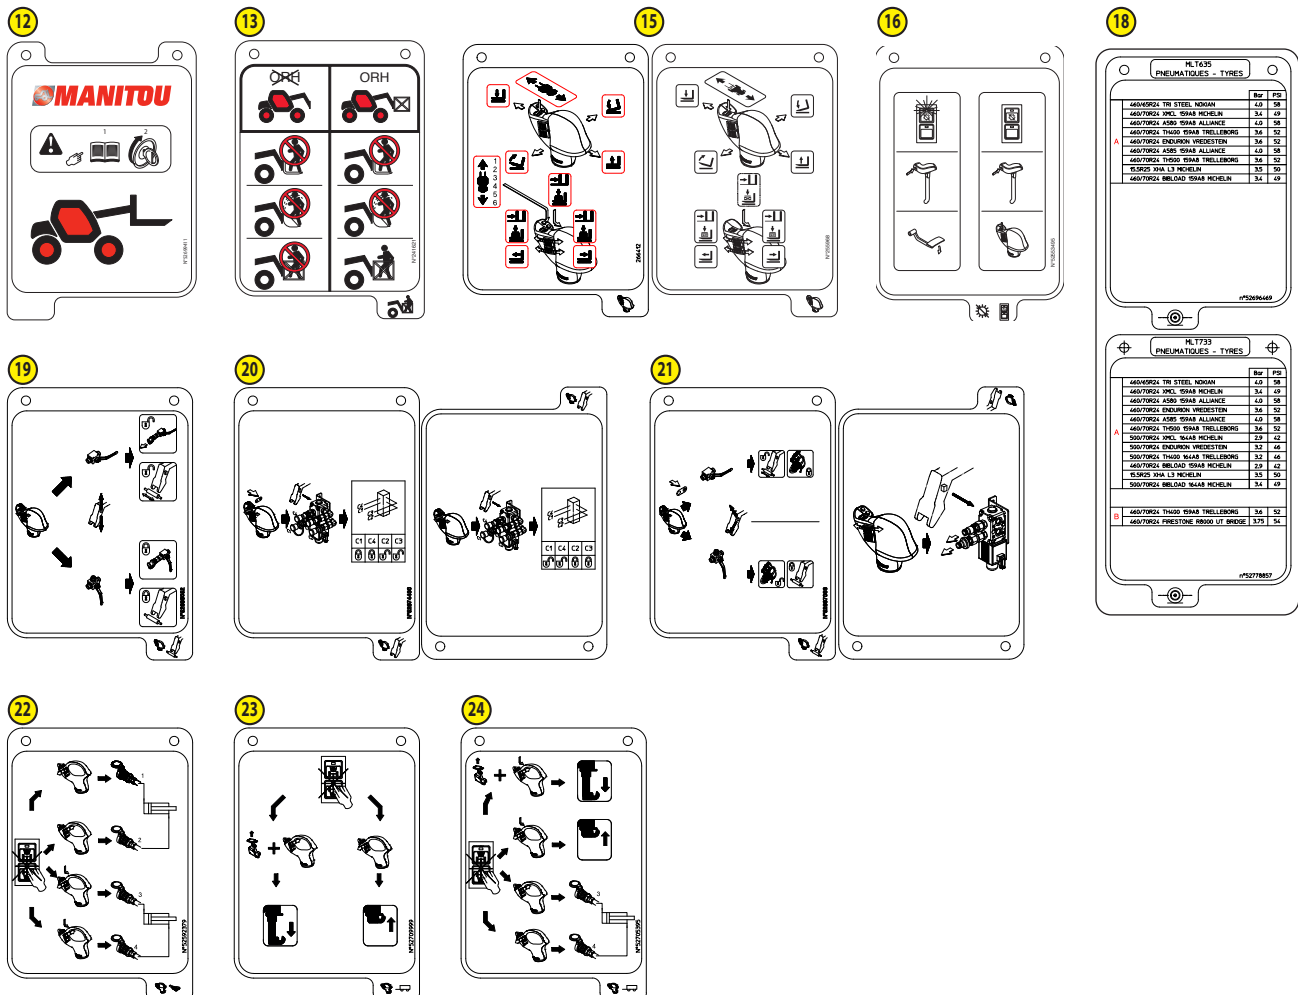 12
MANITOU
1
2
N°52698411
13
ORH
ORH
N°241621
15
1
2
3
4
5
6
266412
16
18
MLT635
PNEUMATIQUES - TYRES
Bar PSI
A
460/65R24 TRI STEEL NOKIAN 4.0 58
460/70R24 XMCL 159A8 MICHELIN 3.4 49
460/70R24 A580 159A8 ALLIANCE 4.0 58
460/70R24 TH400 159A8 TRELLEBORG 3.6 52
460/70R24 ENDURION VREDESTEIN 3.6 52
460/70R24 A585 159A8 ALLIANCE 4.0 58
460/70R24 TH500 159A8 TRELLEBORG 3.6 52
15.5R25 XHA L3 MICHELIN 3.5 50
460/70R24 BIBLOAD 159A8 MICHELIN 3.4 49
n°52696469
MLT733
PNEUMATIQUES - TYRES
Bar PSI
A
460/65R24 TRI STEEL NOKIAN 4.0 58
460/70R24 XMCL 159A8 MICHELIN 3.4 49
460/70R24 A580 159A8 ALLIANCE 4.0 58
460/70R24 ENDURION VREDESTEIN 3.6 52
460/70R24 A585 159A8 ALLIANCE 4.0 58
460/70R24 TH500 159A8 TRELLEBORG 3.6 52
500/70R24 XMCL 164A8 MICHELIN 2.9 42
500/70R24 ENDURION VREDESTEIN 3.2 46
500/70R24 TH400 164A8 TRELLEBORG 3.2 46
460/70R24 BIBLOAD 159A8 MICHELIN 2.9 42
15.5R25 XHA L3 MICHELIN 3.5 50
500/70R24 BIBLOAD 164A8 MICHELIN 3.4 49
B
460/70R24 TH400 159A8 TRELLEBORG 3.6 52
460/70R24 FIRESTONE R8000 UT BRIDGE 3.75 54
n°52778857
19
20
C1 C4 C2 C3
C1 C4 C2 C3
21
22
1
2
3
4
N°52592379
23
N°52709993
24
3
4
N°52705395